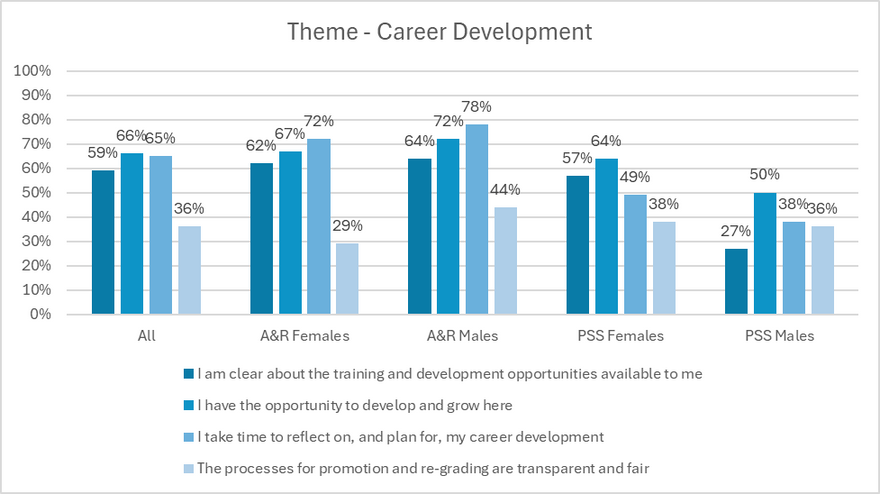 Theme - Career Development
100%
90%
80%
70%
60%
50%
40%
30%
20%
10%
0%
59% 66% 65% 36%
62% 67% 72% 29%
64% 72% 78% 44%
57% 64% 49% 38%
27% 50% 38% 36%
All A&R Females A&R Males PSS Females PSS Males
I am clear about the training and development opportunities available to me
I have the opportunity to develop and grow here
I take time to reflect on, and plan for, my career development
The processes for promotion and re-grading are transparent and fair